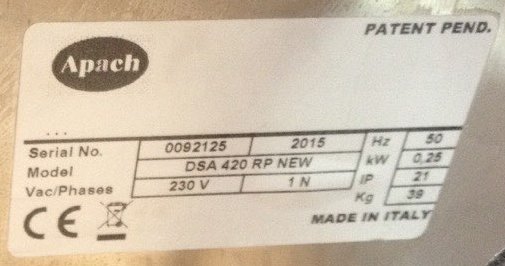 PATENT PEND.
Apach
...
Serial No. 0092125 2015 Hz 50
Model DSA 420 RP NEW kW 0,25
Vac/Phases 230 V 1 N IP 21
Kg 39
CE MADE IN ITALY